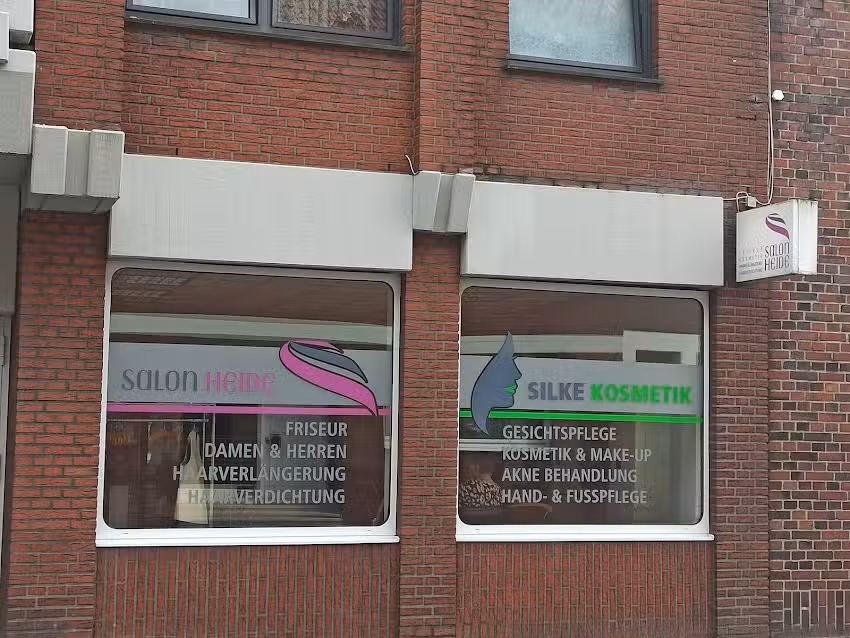 SALON HEIDE
FRISEUR
DAMEN & HERREN
HAARVERLÄNGERUNG
HAARVERDICHTUNG
SILKE KOSMETIK
GESICHTSPFLEGE
KOSMETIK & MAKE-UP
AKNE BEHANDLUNG
HAND- & FUSSPFLEGE
SALON
HEIDE